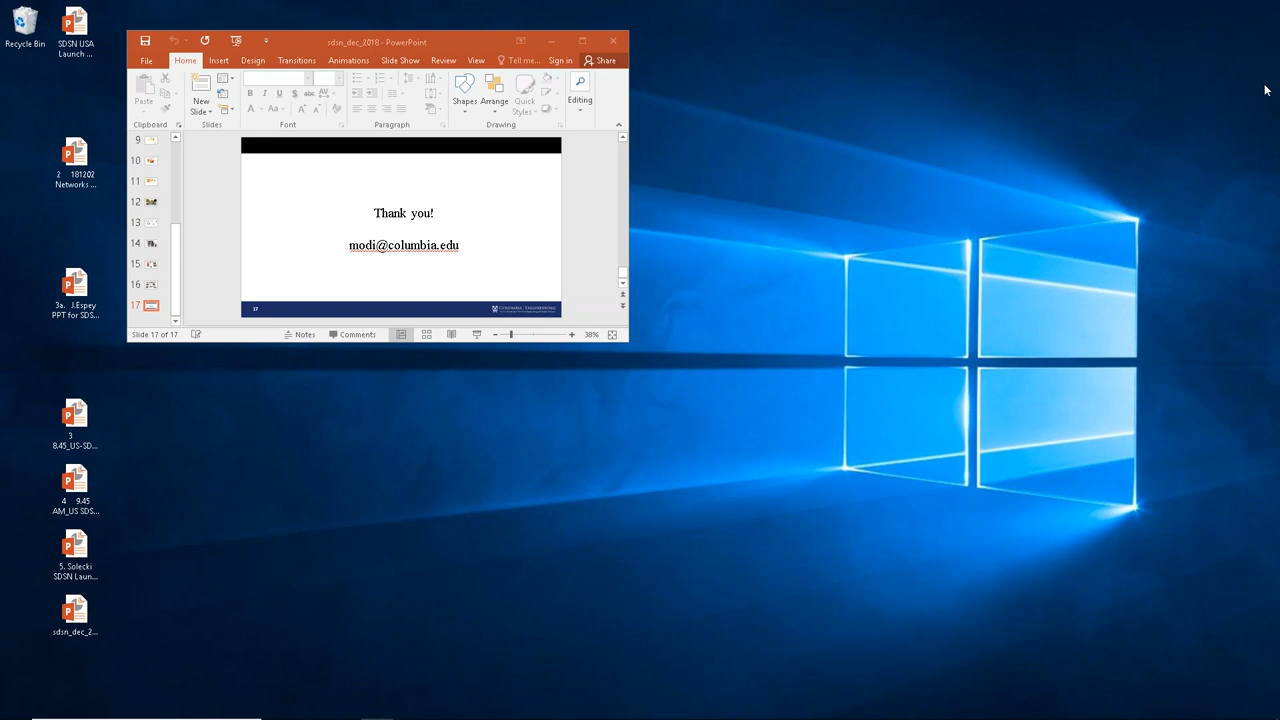 Recycle Bin
SDSN USA
Launch ...
2 181202
Networks ...
3a. J.Espey
PPT for SDS...
3
8.45_US-SD...
4 9.45
AM_US SDS...
5. Solecki
SDSN Laun...
sdsn_dec_2...
sdsn_dec_2018 - PowerPoint
File Home Insert Design Transitions Animations Slide Show Review View Tell me... Sign in Share
Paste
New
Slide
Shapes Arrange Quick
Styles
Editing
Clipboard Slides Font Paragraph Drawing
9
10
11
12
13
14
15
16
17
Thank you!
modi@columbia.edu
17
Columbia | Engineering
Slide 17 of 17 Notes Comments 38%